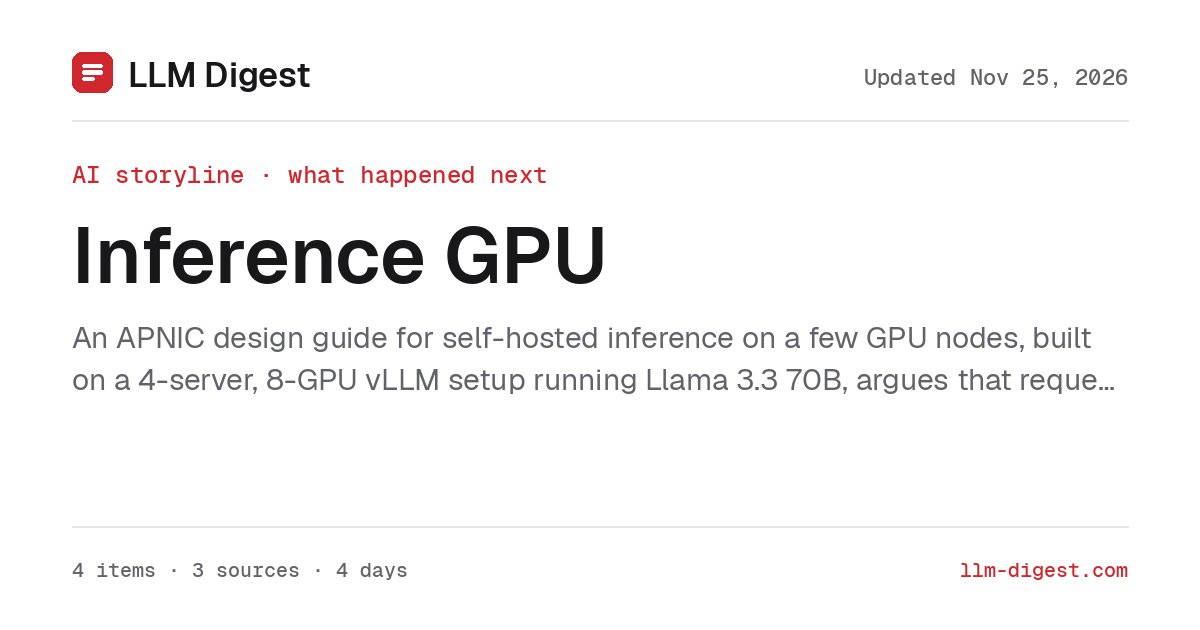 LLM Digest
Updated Nov 25, 2026
AI storyline · what happened next
Inference GPU
An APNIC design guide for self-hosted inference on a few GPU nodes, built
on a 4-server, 8-GPU vLLM setup running Llama 3.3 70B, argues that reque…
4 items · 3 sources · 4 days
llm-digest.com